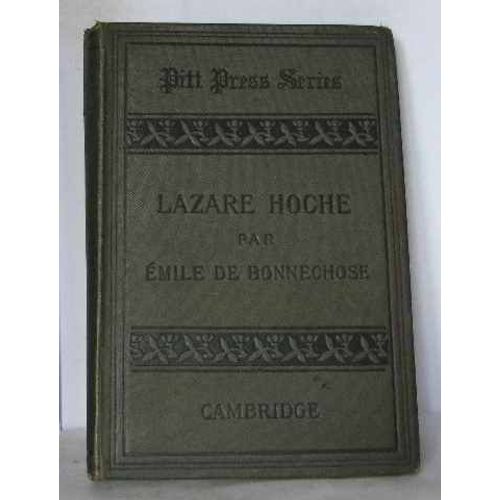 Pitt Press Series
LAZARE HOCHE
PAR
ÉMILE DE BONNECHOSE
CAMBRIDGE